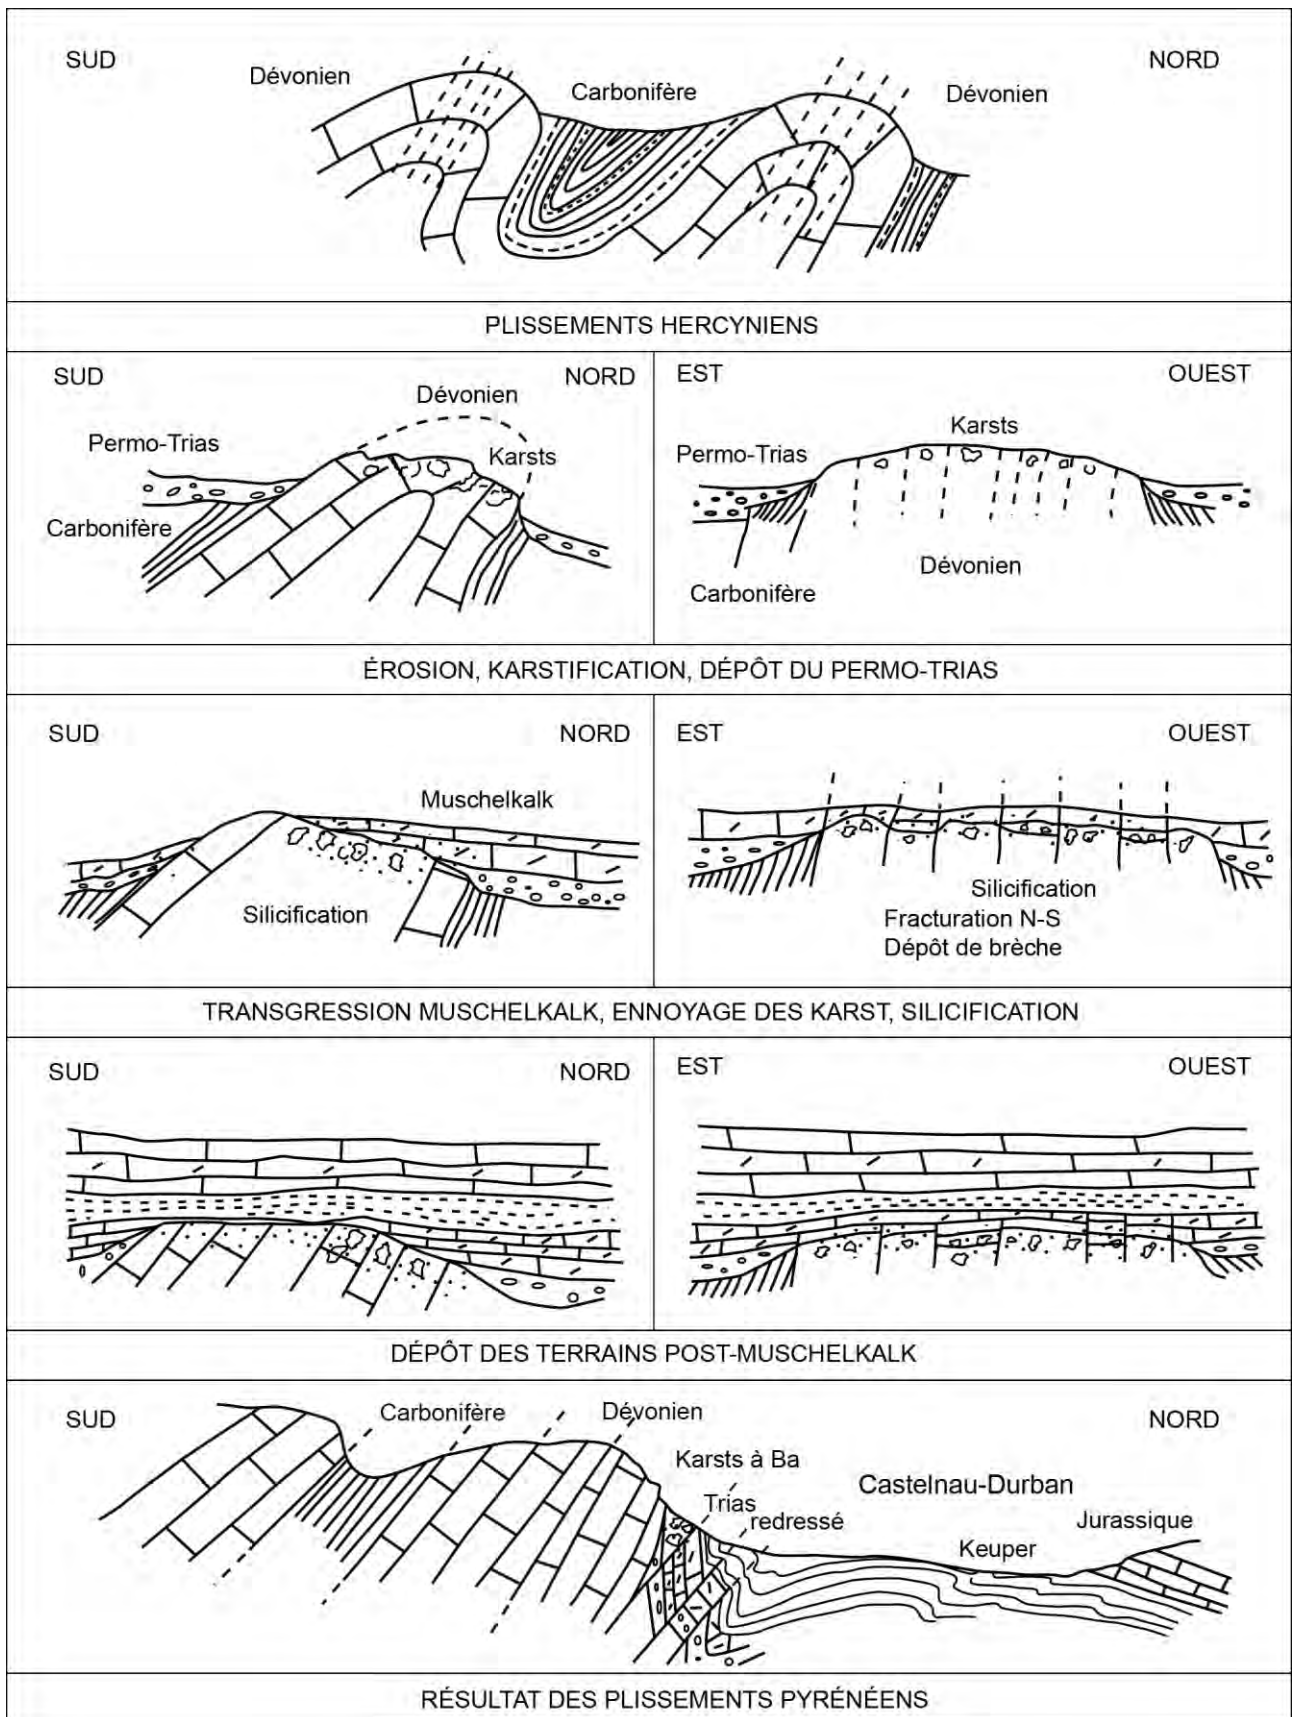 SUD
NORD
Dévonien
Carbonifère
Dévonien
PLISSEMENTS HERCYNIENS
SUD
NORD
Dévonien
Permo-Trias
Karsts
Carbonifère
EST
OUEST
Karsts
Permo-Trias
Dévonien
Carbonifère
ÉROSION, KARSTIFICATION, DÉPÔT DU PERMO-TRIAS
SUD
NORD
Muschelkalk
Silicification
EST
OUEST
Silicification
Fracturation N-S
Dépôt de brèche
TRANSGRESSION MUSCHELKALK, ENNOYAGE DES KARST, SILICIFICATION
SUD
NORD
EST
OUEST
DÉPÔT DES TERRAINS POST-MUSCHELKALK
SUD
NORD
Carbonifère
Dévonien
Karsts à Ba
Trias
redressé
Castelnau-Durban
Keuper
Jurassique
RÉSULTAT DES PLISSEMENTS PYRÉNÉENS